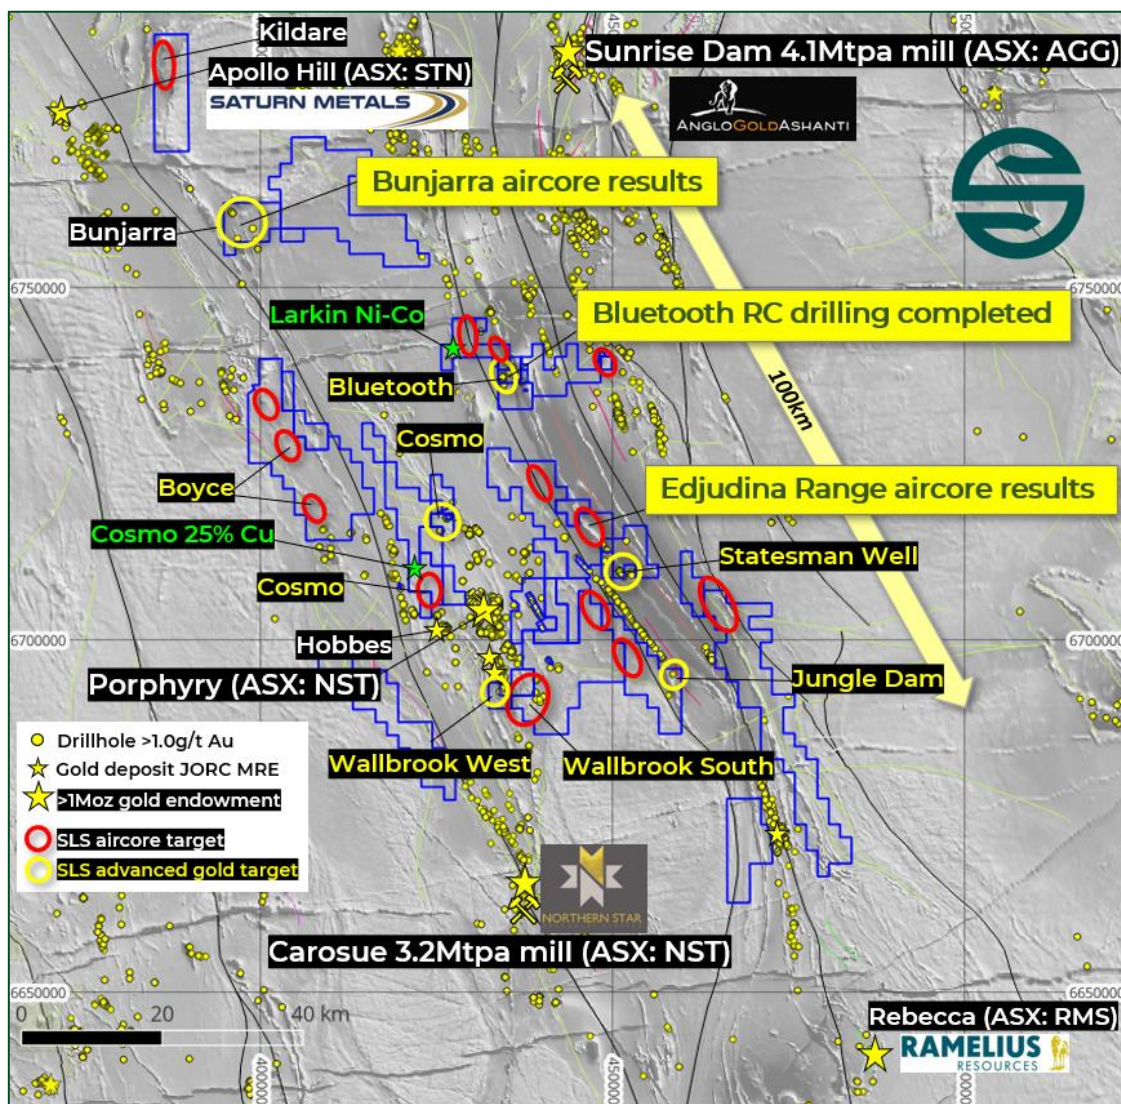 Kildare
Sunrise Dam 4.1Mtpa mill (ASX: AGG)
Apollo Hill (ASX: STN)
SATURN METALS
ANGLOGOLDASHANTI
Bunjarra aircore results
Bunjarra
6750000
6750000
Larkin Ni-Co
Bluetooth RC drilling completed
Bluetooth
100km
Cosmo
Boyce
Edjudina Range aircore results
Cosmo 25% Cu
Statesman Well
Cosmo
Hobbes
6700000
6700000
Porphyry (ASX: NST)
Jungle Dam
Wallbrook West
Wallbrook South
Drillhole >1.0g/t Au
Gold deposit JORC MRE
>1Moz gold endowment
SLS aircore target
SLS advanced gold target
NORTHERN STAR
Carosue 3.2Mtpa mill (ASX: NST)
6650000
6650000
0 20 40 km
Rebecca (ASX: RMS)
RAMELIUS
RESOURCES
400000
450000